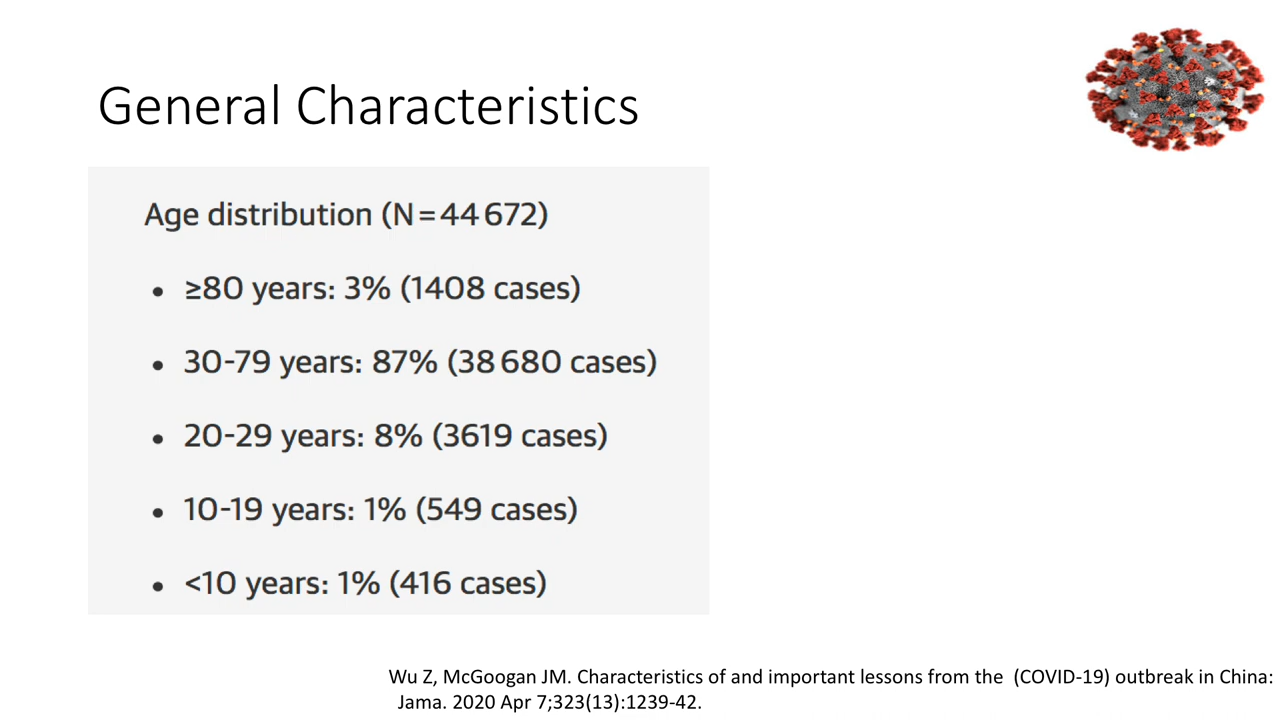 General Characteristics
Age distribution (N=44 672)
• ≥80 years: 3% (1408 cases)
• 30-79 years: 87% (38 680 cases)
• 20-29 years: 8% (3619 cases)
• 10-19 years: 1% (549 cases)
• <10 years: 1% (416 cases)
Wu Z, McGoogan JM. Characteristics of and important lessons from the  (COVID-19) outbreak in China:
Jama. 2020 Apr 7;323(13):1239-42.